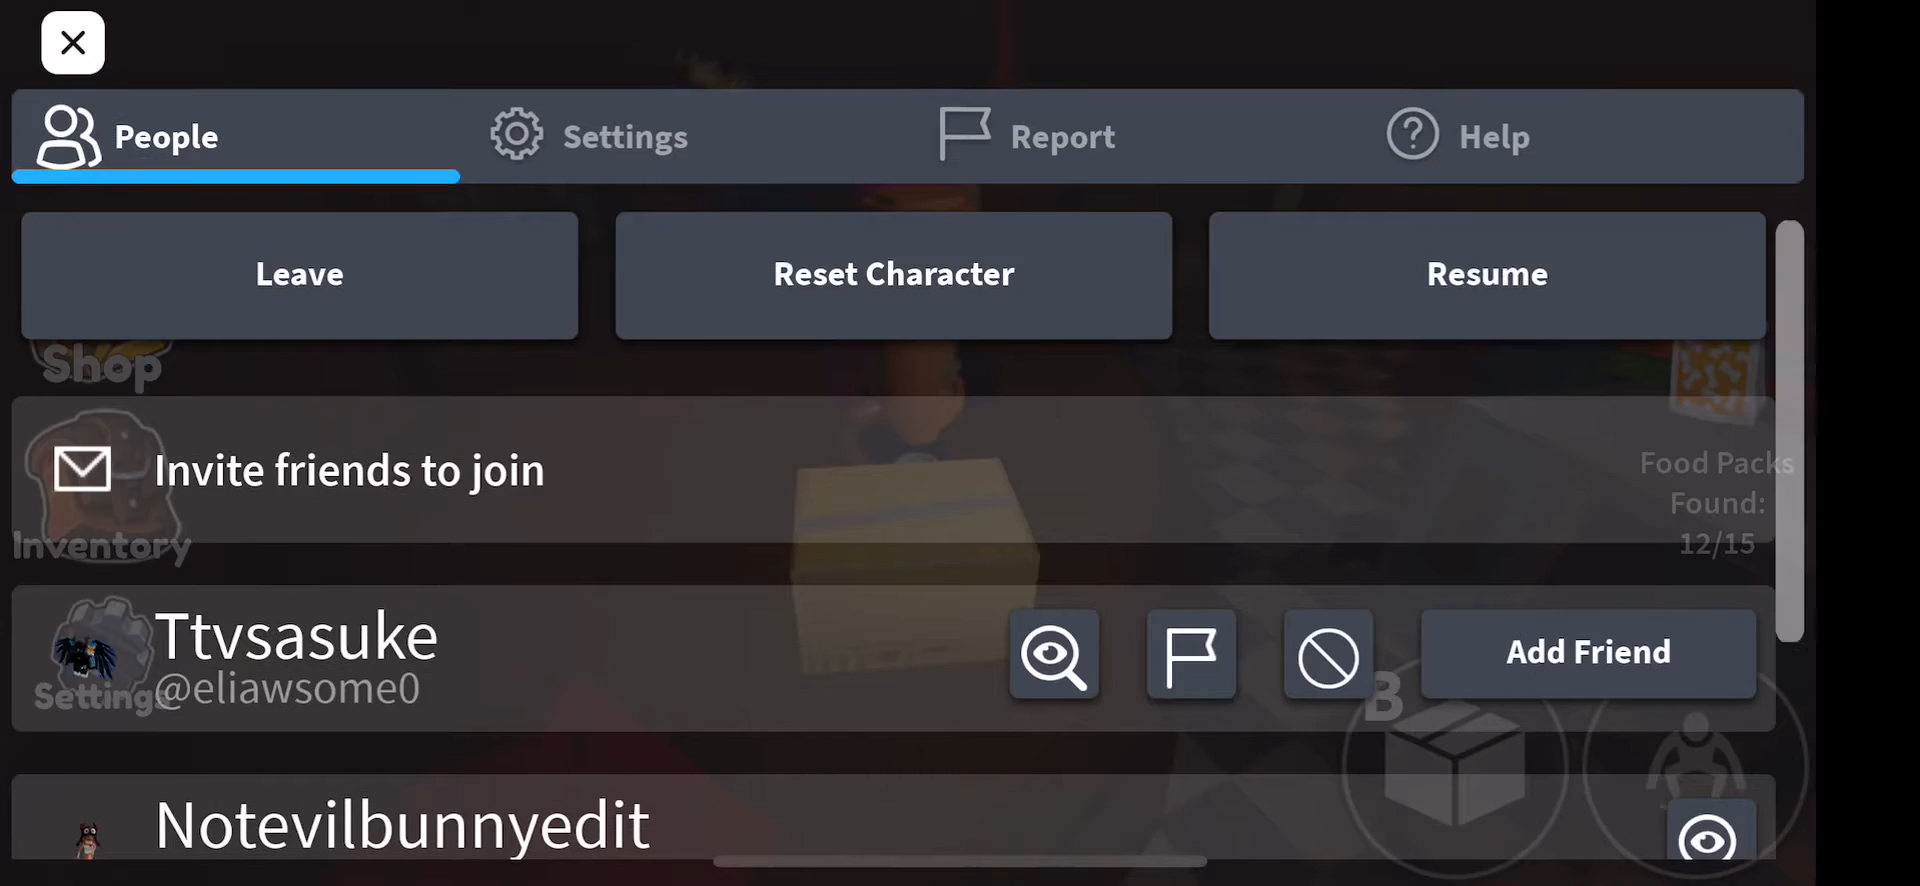 People
Settings
Report
Help
Leave
Reset Character
Resume
Shop
Invite friends to join
Inventory
Food Packs
Found:
12/15
Ttvsasuke
@eliawsome0
Settings
Add Friend
B
Notevilbunnyedit